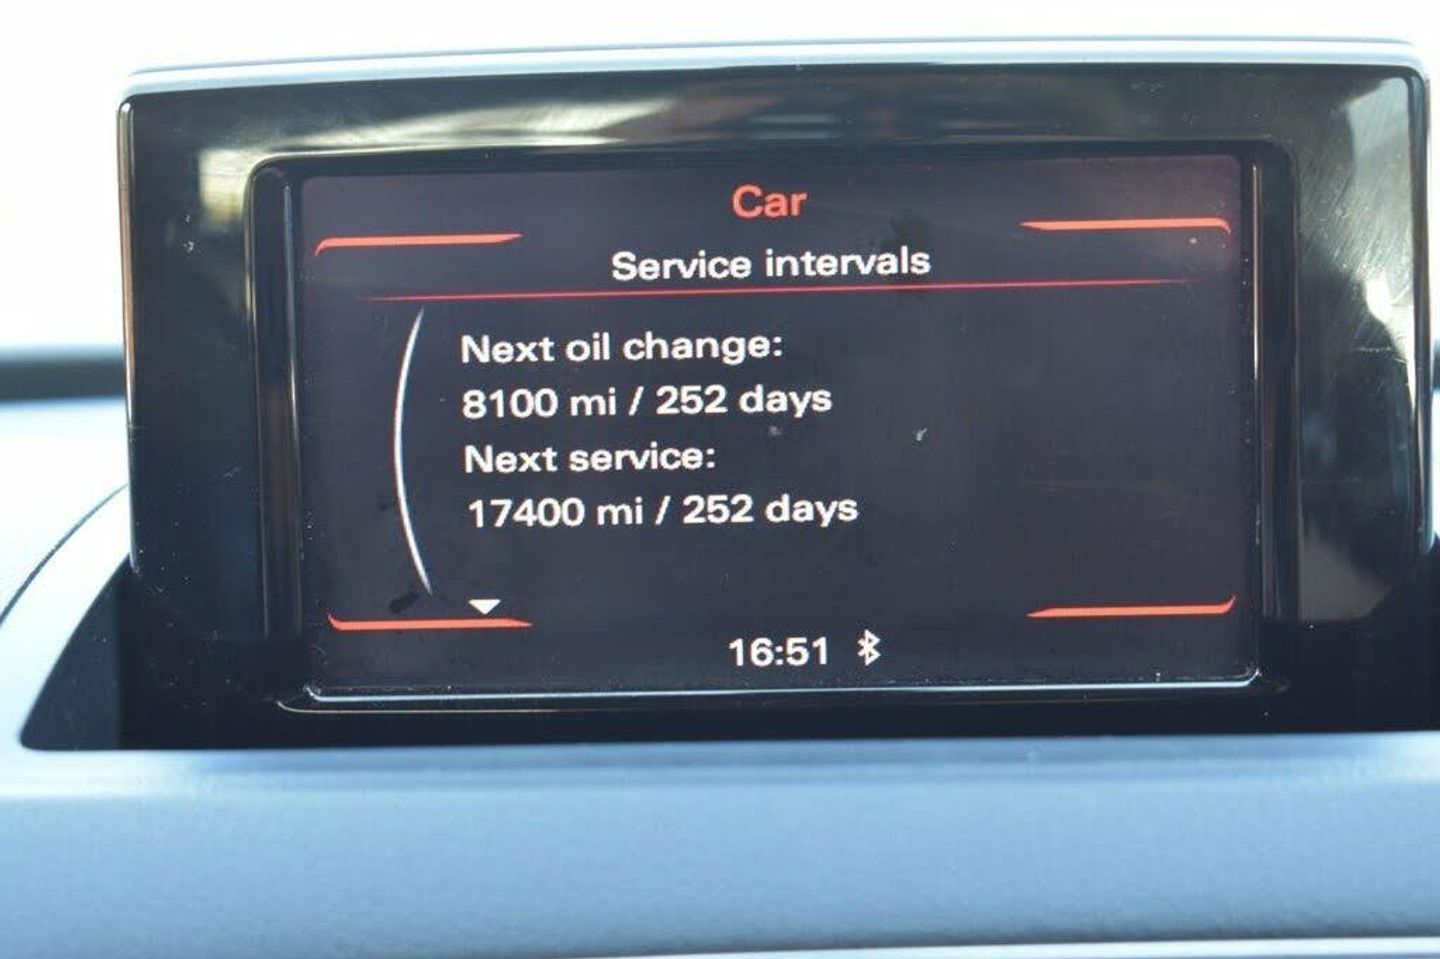 Car
Service intervals
Next oil change:
8100 mi / 252 days
Next service:
17400 mi / 252 days
16:51